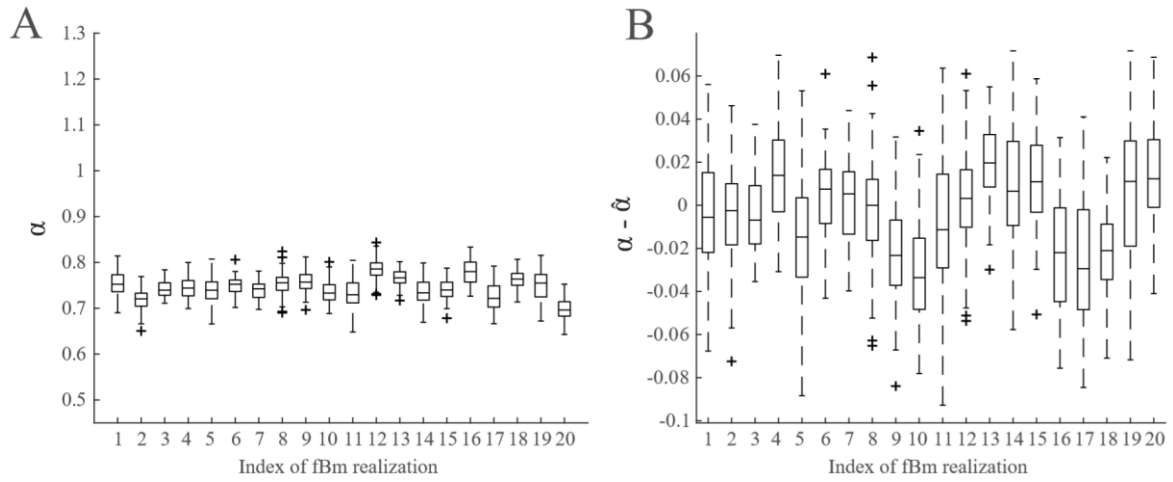 A
1.3
1.2
1.1
1
0.9
0.8
0.7
0.6
0.5
α
1 2 3 4 5 6 7 8 9 10 11 12 13 14 15 16 17 18 19 20
Index of fBm realization
B
0.06
0.04
0.02
0
-0.02
-0.04
-0.06
-0.08
-0.1
α - α̂
1 2 3 4 5 6 7 8 9 10 11 12 13 14 15 16 17 18 19 20
Index of fBm realization